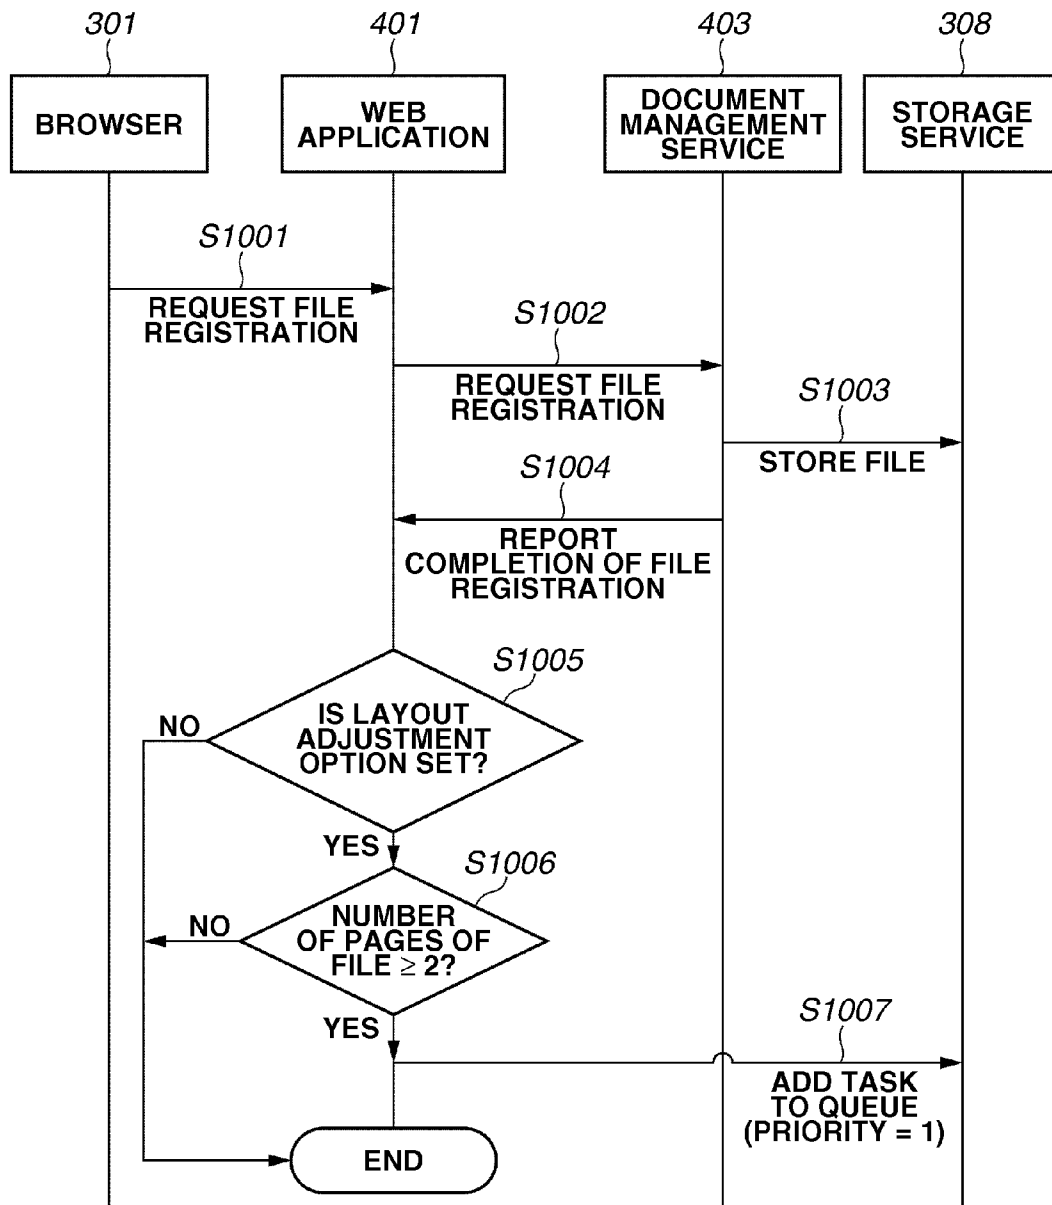 301
401
403
308
BROWSER
WEB
APPLICATION
DOCUMENT
MANAGEMENT
SERVICE
STORAGE
SERVICE
S1001
REQUEST FILE
REGISTRATION
S1002
REQUEST FILE
REGISTRATION
S1003
STORE FILE
S1004
REPORT
COMPLETION OF FILE
REGISTRATION
S1005
IS LAYOUT
ADJUSTMENT
OPTION SET?
NO
YES
S1006
NUMBER
OF PAGES OF
FILE ≥ 2?
NO
YES
S1007
ADD TASK
TO QUEUE
(PRIORITY = 1)
END